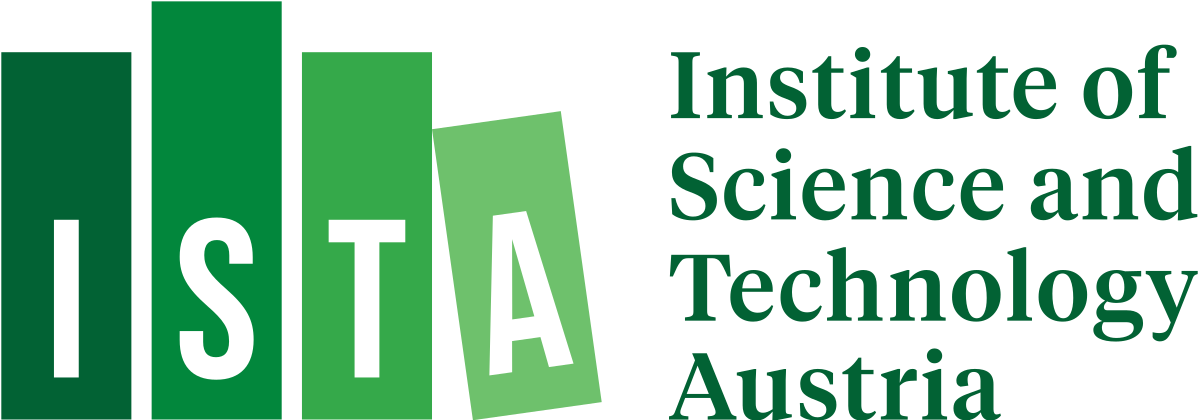 ISTA
Institute of
Science and
Technology
Austria